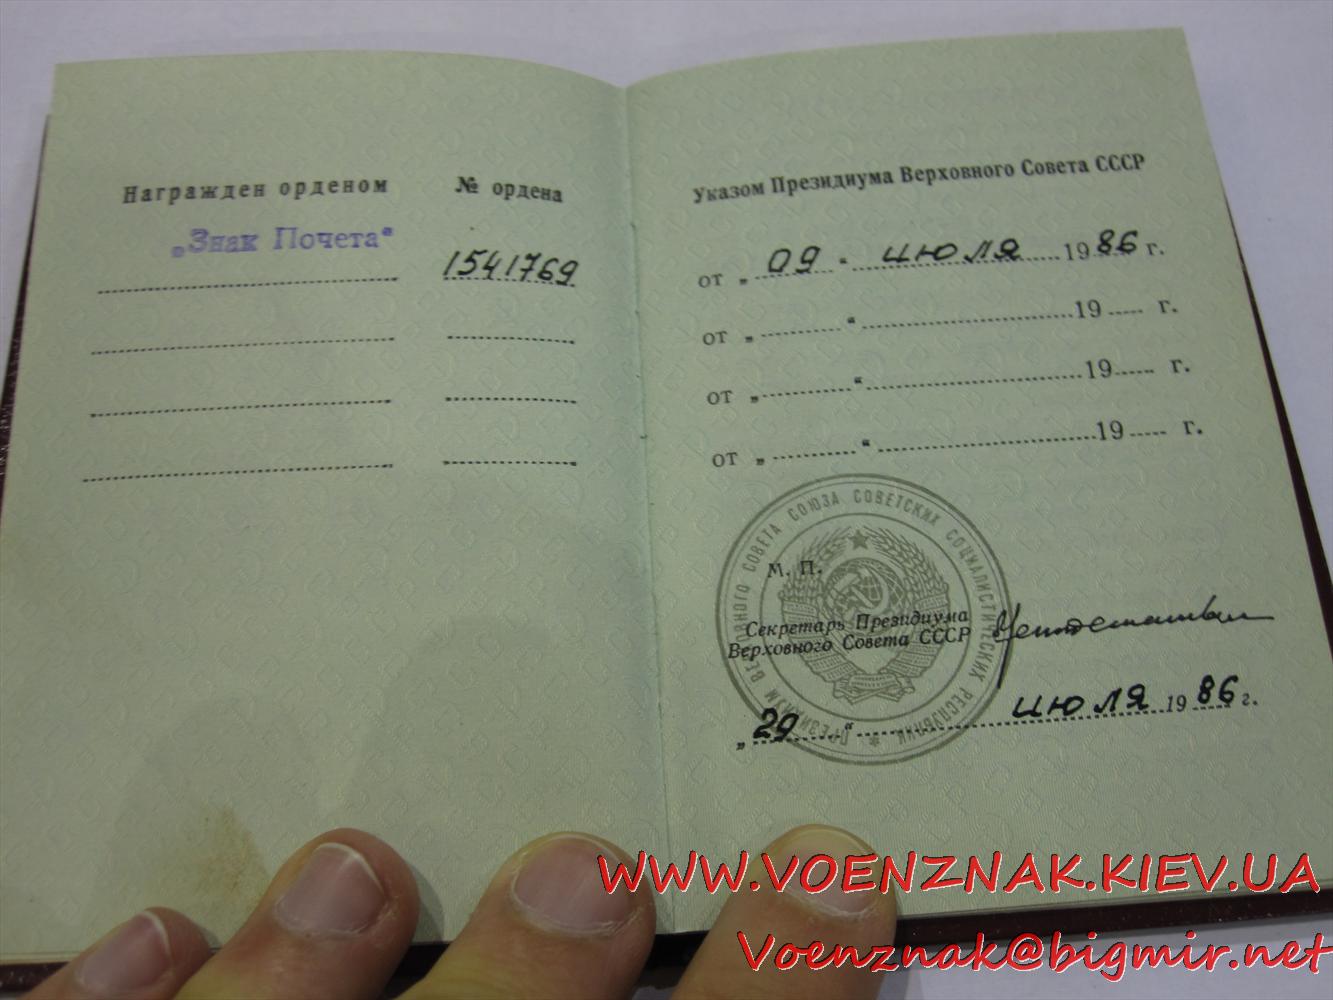 Награжден орденом № ордена
„Знак Почета“ 1541769
Указом Президиума Верховного Совета СССР
от „ 09 “ июля 1986 г.
от „ “ 19 г.
от „ “ 19 г.
от „ “ 19 г.
ПРЕЗИДИУМ ВЕРХОВНОГО СОВЕТА СОЮЗА СОВЕТСКИХ СОЦИАЛИСТИЧЕСКИХ РЕСПУБЛИК
М. П.
Секретарь Президиума
Верховного Совета СССР
„ 29 “ июля 1986 г.
WWW.VOENZNAK.KIEV.UA
Voenznak@bigmir.net